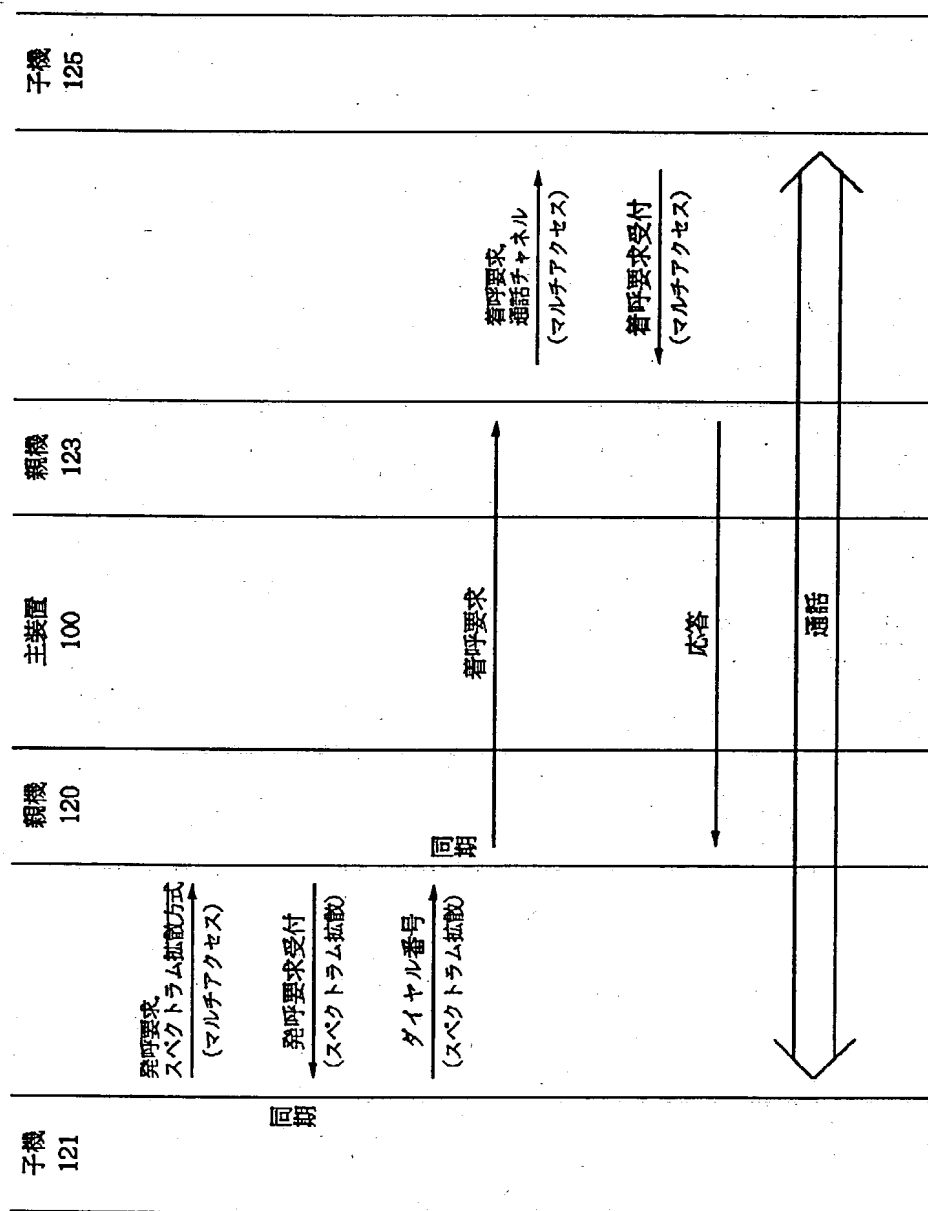 子機
121
親機
120
主装置
100
親機
123
子機
125
発呼要求,
スペクトラム拡散方式
(マルチアクセス)
同期
発呼要求受付
(スペクトラム拡散)
ダイヤル番号
(スペクトラム拡散)
同期
着呼要求
着呼要求,
通話チャネル
(マルチアクセス)
着呼要求受付
(マルチアクセス)
応答
通話